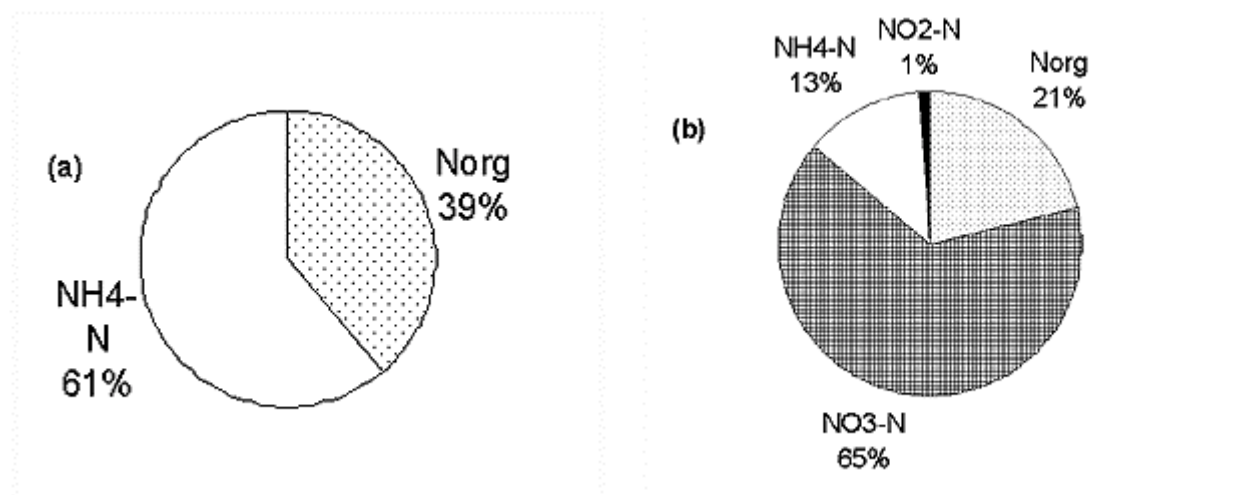 (a)
Norg
39%
NH4-
N
61%
(b)
NH4-N
13%
NO2-N
1%
Norg
21%
NO3-N
65%